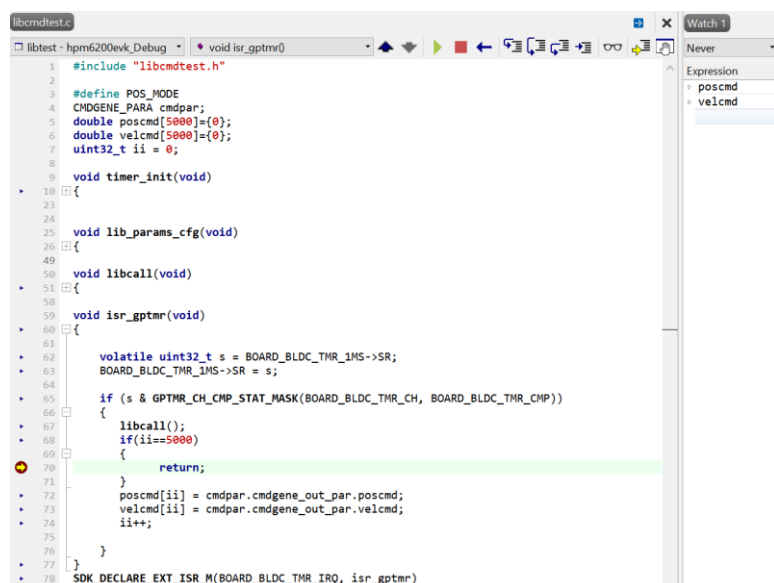 libcmdtest.c
Watch 1
libtest - hpm6200evk_Debug void isr_gptmr()
Never
Expression
poscmd
velcmd
1 #include "libcmdtest.h"
2
3 #define POS_MODE
4 CMDGENE_PARA cmdpar;
5 double poscmd[5000]={0};
6 double velcmd[5000]={0};
7 uint32_t ii = 0;
8
9 void timer_init(void)
10 {
23
24
25 void lib_params_cfg(void)
26 {
49
50 void libcall(void)
51 {
58
59 void isr_gptmr(void)
60 {
61
62 volatile uint32_t s = BOARD_BLDC_TMR_1MS->SR;
63 BOARD_BLDC_TMR_1MS->SR = s;
64
65 if (s & GPTMR_CH_CMP_STAT_MASK(BOARD_BLDC_TMR_CH, BOARD_BLDC_TMR_CMP))
66 {
67 libcall();
68 if(ii==5000)
69 {
70 return;
71 }
72 poscmd[ii] = cmdpar.cmdgene_out_par.poscmd;
73 velcmd[ii] = cmdpar.cmdgene_out_par.velcmd;
74 ii++;
75
76 }
77 }
78 SDK_DECLARE_EXT_ISR_M(BOARD_BLDC_TMR_IRQ, isr_gptmr)